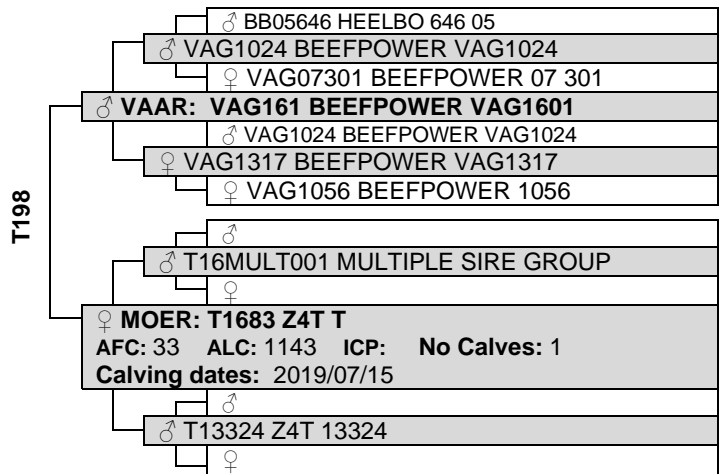 ♂ BB05646 HEELBO 646 05
♂ VAG1024 BEEFPOWER VAG1024
♀ VAG07301 BEEFPOWER 07 301
♂ VAAR: VAG161 BEEFPOWER VAG1601
♂ VAG1024 BEEFPOWER VAG1024
♀ VAG1317 BEEFPOWER VAG1317
♀ VAG1056 BEEFPOWER 1056
T198
♂
♂ T16MULT001 MULTIPLE SIRE GROUP
♀
♀ MOER: T1683 Z4T T
AFC: 33 ALC: 1143 ICP: No Calves: 1
Calving dates: 2019/07/15
♂
♂ T13324 Z4T 13324
♀